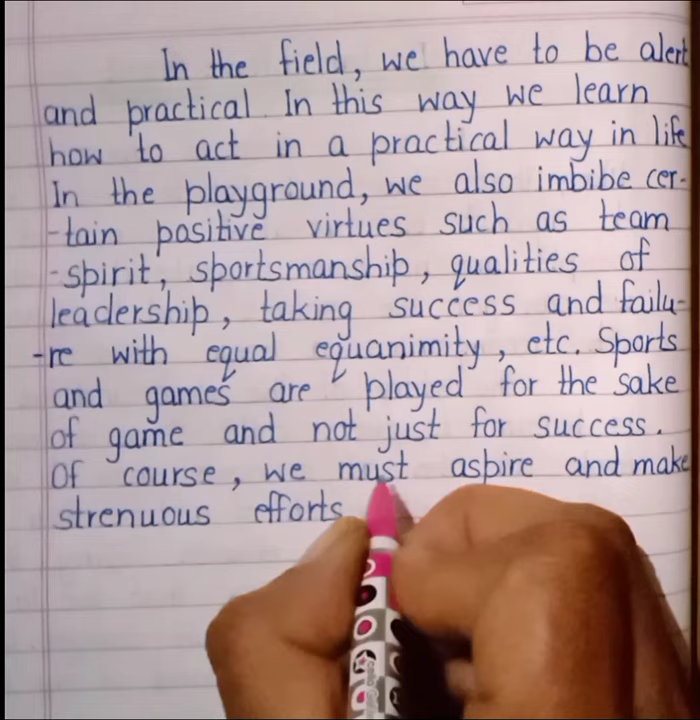 In the field, we have to be alert
and practical In this way we learn
how to act in a practical way in life
In the playground, we also imbibe cer-
-tain positive virtues such as team
-spirit, sportsmanship, qualities of
leadership, taking success and failu-
-re with equal equanimity, etc. Sports
and games are played for the sake
of game and not just for success.
Of course, we must aspire and make
strenuous efforts